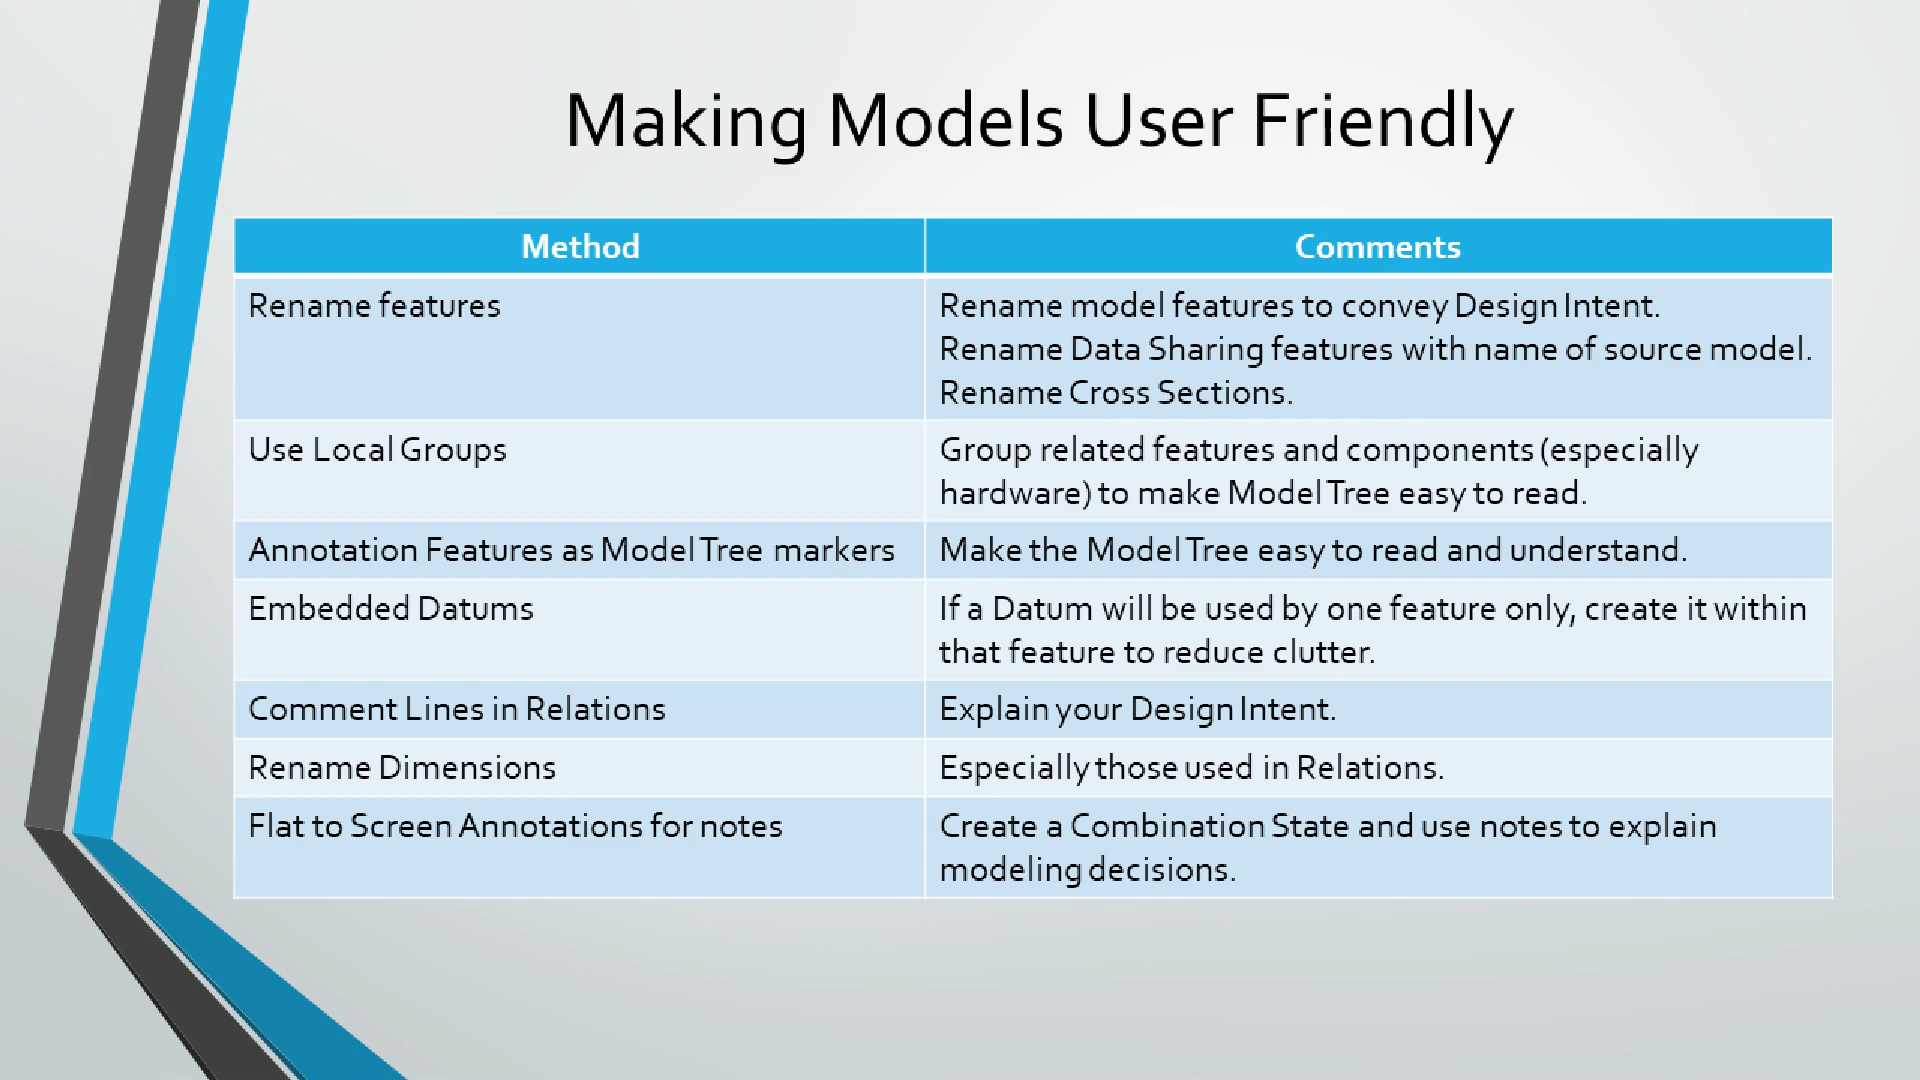 Making Models User Friendly
Method
Comments
Rename features
Rename model features to convey Design Intent.
Rename Data Sharing features with name of source model.
Rename Cross Sections.
Use Local Groups
Group related features and components (especially
hardware) to make Model Tree easy to read.
Annotation Features as Model Tree markers
Make the Model Tree easy to read and understand.
Embedded Datums
If a Datum will be used by one feature only, create it within
that feature to reduce clutter.
Comment Lines in Relations
Explain your Design Intent.
Rename Dimensions
Especially those used in Relations.
Flat to Screen Annotations for notes
Create a Combination State and use notes to explain
modeling decisions.